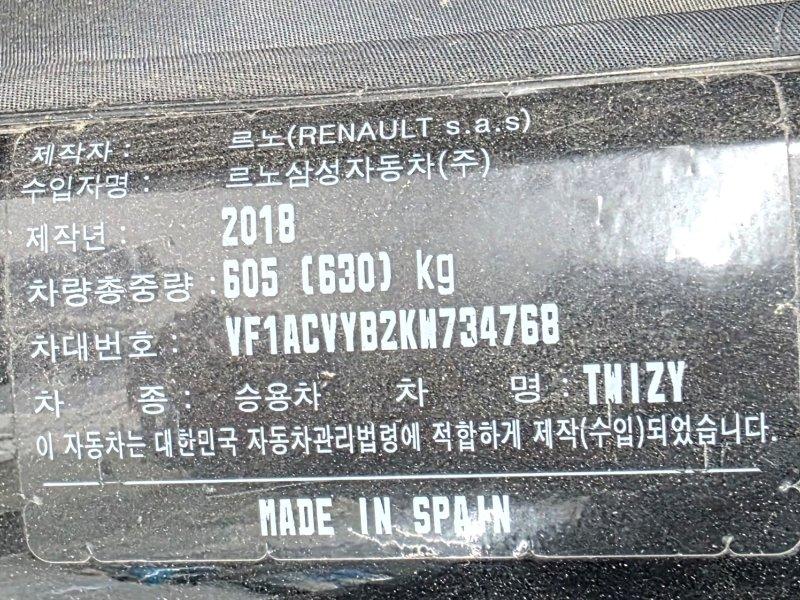 제작자 : 르노(RENAULT s.a.s)
수입자명 : 르노삼성자동차(주)
제작년 : 2018
차량총중량 : 605 (630) kg
차대번호 : VF1ACVYYB2KW734768
차 종 : 승용차 차 명 : TWIZY
이 자동차는 대한민국 자동차관리법령에 적합하게 제작(수입)되었습니다.
MADE IN SPAIN